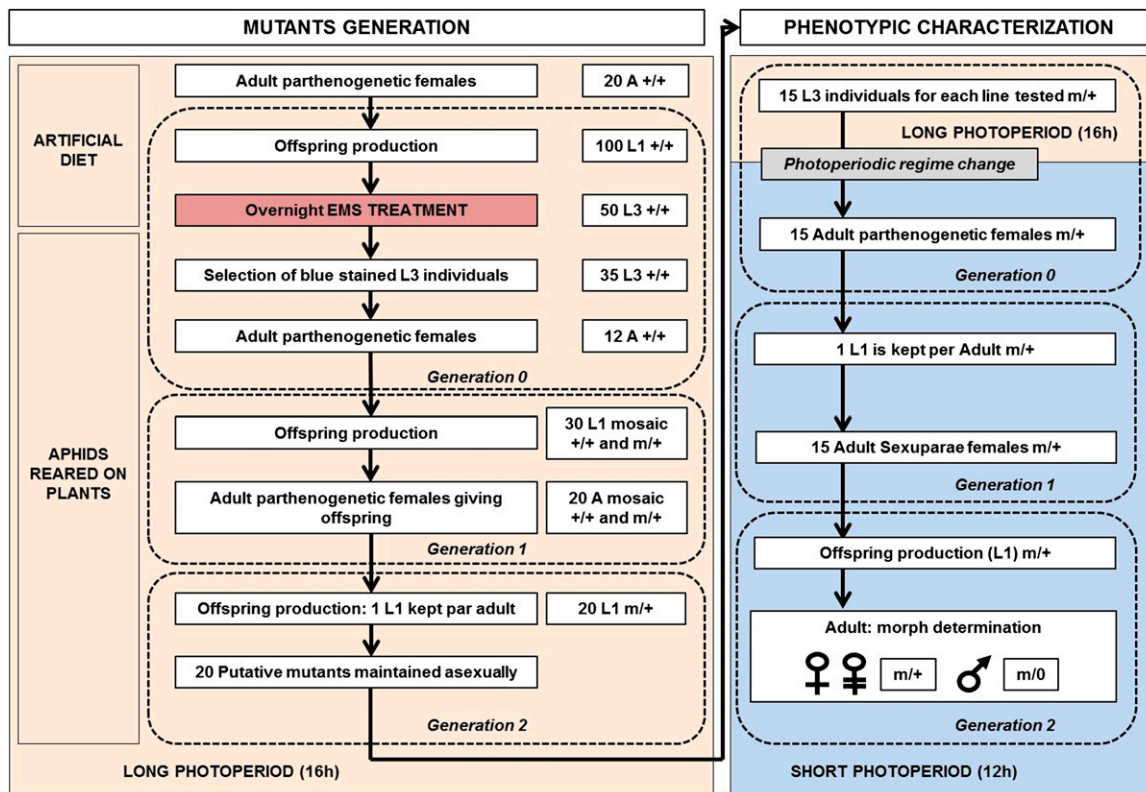 MUTANTS GENERATION
ARTIFICIAL
DIET
APHIDS
REARED ON
PLANTS
Adult parthenogenetic females
20 A +/+
Offspring production
100 L1 +/+
Overnight EMS TREATMENT
50 L3 +/+
Selection of blue stained L3 individuals
35 L3 +/+
Adult parthenogenetic females
12 A +/+
Generation 0
Offspring production
30 L1 mosaic
+/+ and m/+
Adult parthenogenetic females giving
offspring
20 A mosaic
+/+ and m/+
Generation 1
Offspring production: 1 L1 kept par adult
20 L1 m/+
20 Putative mutants maintained asexually
Generation 2
LONG PHOTOPERIOD (16h)
PHENOTYPIC CHARACTERIZATION
15 L3 individuals for each line tested m/+
LONG PHOTOPERIOD (16h)
Photoperiodic regime change
15 Adult parthenogenetic females m/+
Generation 0
1 L1 is kept per Adult m/+
15 Adult Sexuparae females m/+
Generation 1
Offspring production (L1) m/+
Adult: morph determination
m/+
m/0
Generation 2
SHORT PHOTOPERIOD (12h)